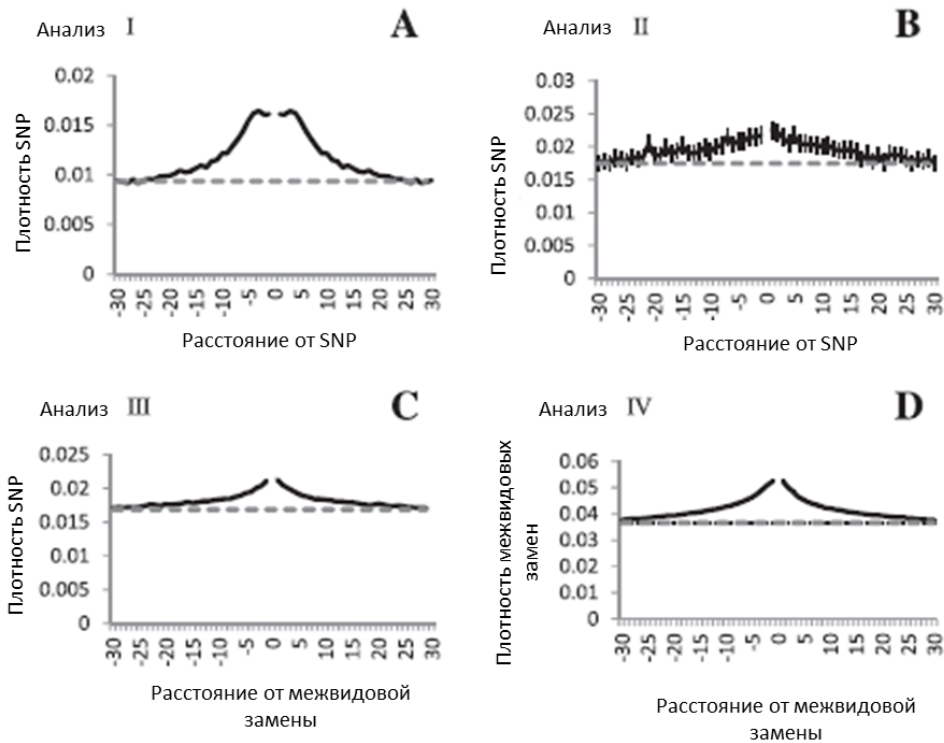 Анализ I A
Плотность SNP
0.02
0.015
0.01
0.005
0
-30 -25 -20 -15 -10 -5 0 5 10 15 20 25 30
Расстояние от SNP
Анализ II B
Плотность SNP
0.03
0.025
0.02
0.015
0.01
0.005
0
-30 -25 -20 -15 -10 -5 0 5 10 15 20 25 30
Расстояние от SNP
Анализ III C
Плотность SNP
0.025
0.02
0.015
0.01
0.005
0
-30 -25 -20 -15 -10 -5 0 5 10 15 20 25 30
Расстояние от межвидовой
замены
Анализ IV D
Плотность межвидовых
замен
0.06
0.05
0.04
0.03
0.02
0.01
0
-30 -25 -20 -15 -10 -5 0 5 10 15 20 25 30
Расстояние от межвидовой
замены